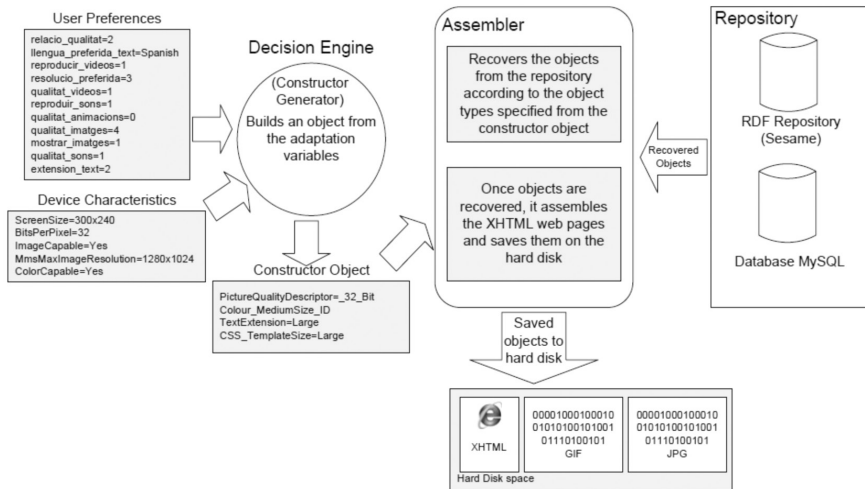 User Preferences
relacio_qualitat=2
llengua_preferida_text=Spanish
reproducir_videos=1
resolucio_preferida=3
qualitat_videos=1
reproduir_sons=1
qualitat_animacions=0
qualitat_imatges=4
mostrar_imatges=1
qualitat_sons=1
extension_text=2
Device Characteristics
ScreenSize=300x240
BitsPerPixel=32
ImageCapable=Yes
MmsMaxImageResolution=1280x1024
ColorCapable=Yes
Decision Engine
(Constructor
Generator)
Builds an object from
the adaptation
variables
Constructor Object
PictureQualityDescriptor=_32_Bit
Colour_MediumSize_ID
TextExtension=Large
CSS_TemplateSize=Large
Assembler
Recovers the objects
from the repository
according to the object
types specified from the
constructor object
Once objects are
recovered, it assembles
the XHTML web pages
and saves them on the
hard disk
Recovered
Objects
Repository
RDF Repository
(Sesame)
Database MySQL
Saved
objects to
hard disk
XHTML
00001000100010
01010100101001
01110100101
GIF
00001000100010
01010100101001
01110100101
JPG
Hard Disk space